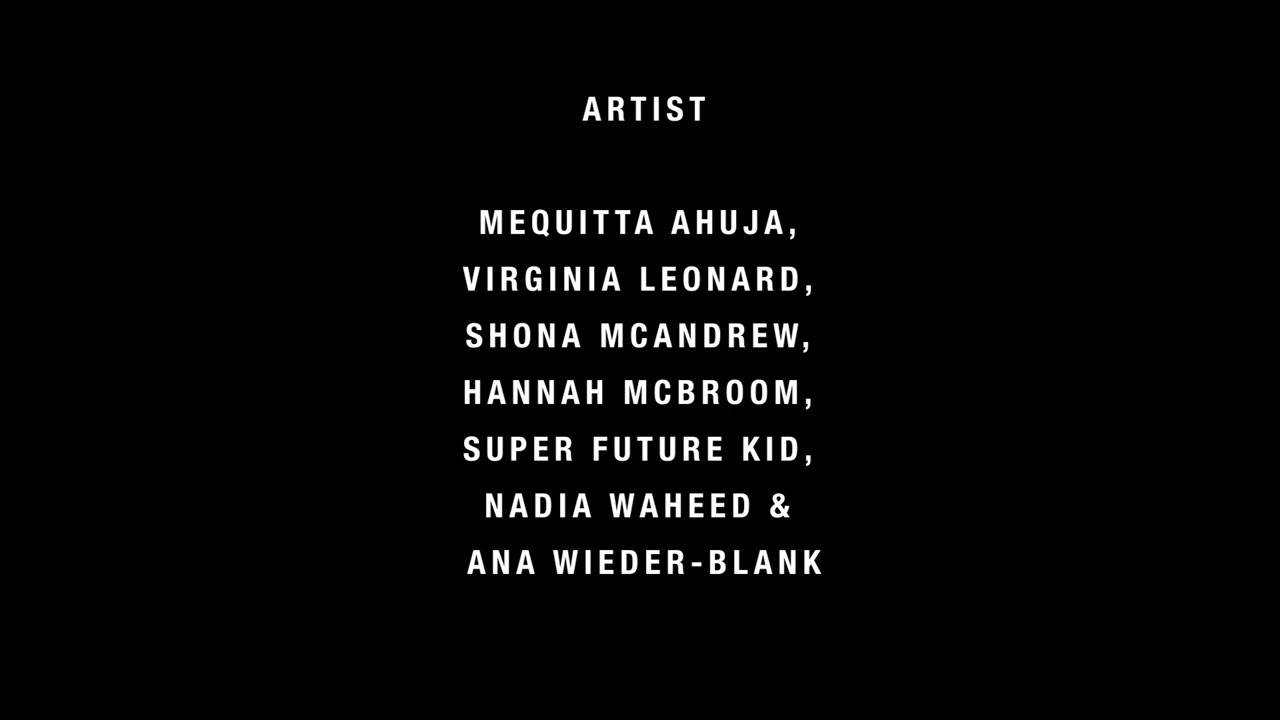 ARTIST
MEQUITTA AHUJA,
VIRGINIA LEONARD,
SHONA MCANDREW,
HANNAH MCBROOM,
SUPER FUTURE KID,
NADIA WAHEED &
ANA WIEDER-BLANK